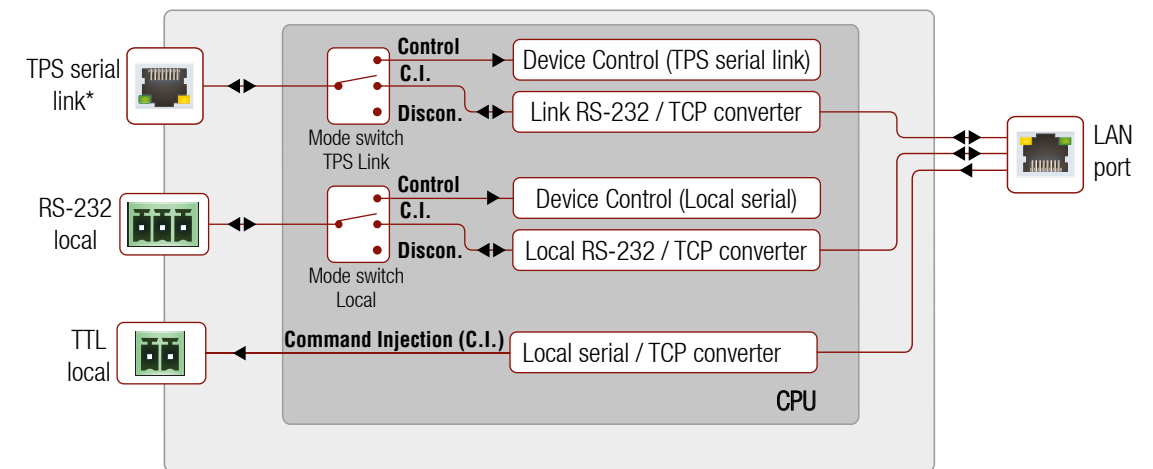 TPS serial
link*
Control
C.I.
Discon.
Mode switch
TPS Link
Device Control (TPS serial link)
Link RS-232 / TCP converter
LAN
port
RS-232
local
Control
C.I.
Discon.
Mode switch
Local
Device Control (Local serial)
Local RS-232 / TCP converter
TTL
local
Command Injection (C.I.)
Local serial / TCP converter
CPU